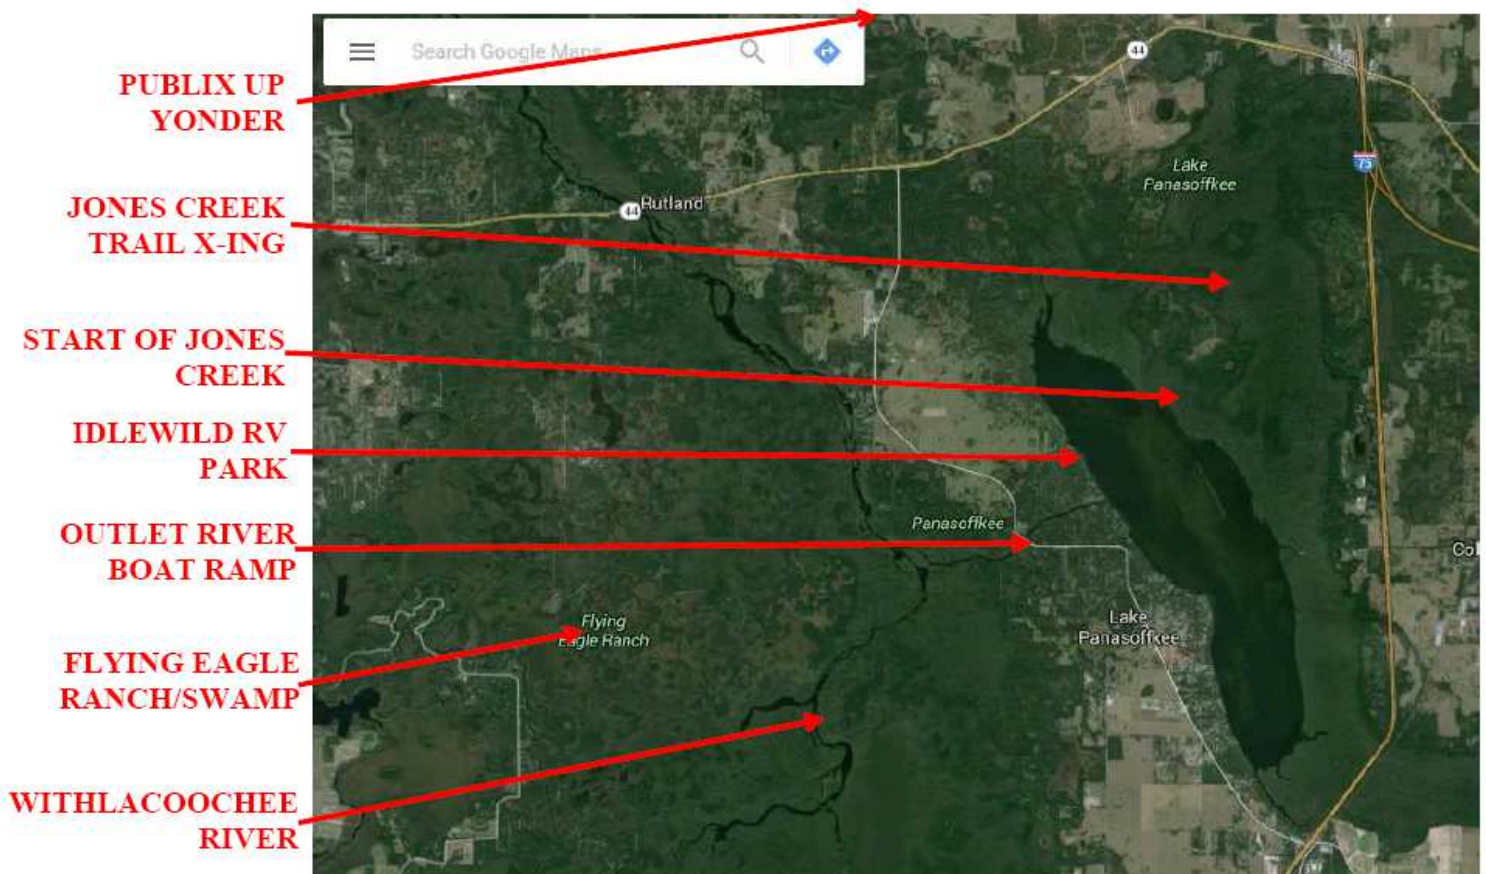 Search Google Maps
PUBLIX UP
YONDER
44
Lake
Panasoffkee
75
JONES CREEK
TRAIL X-ING
44
Rutland
START OF JONES
CREEK
IDLEWILD RV
PARK
OUTLET RIVER
BOAT RAMP
Panasoffkee
Col
Flying
Eagle Ranch
Lake
Panasoffkee
FLYING EAGLE
RANCH/SWAMP
WITHLACOOCHEE
RIVER